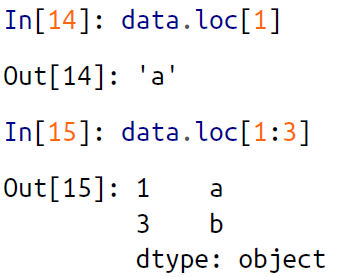 In[14]: data.loc[1]
Out[14]: 'a'
In[15]: data.loc[1:3]
Out[15]: 1    a
         3    b
         dtype: object